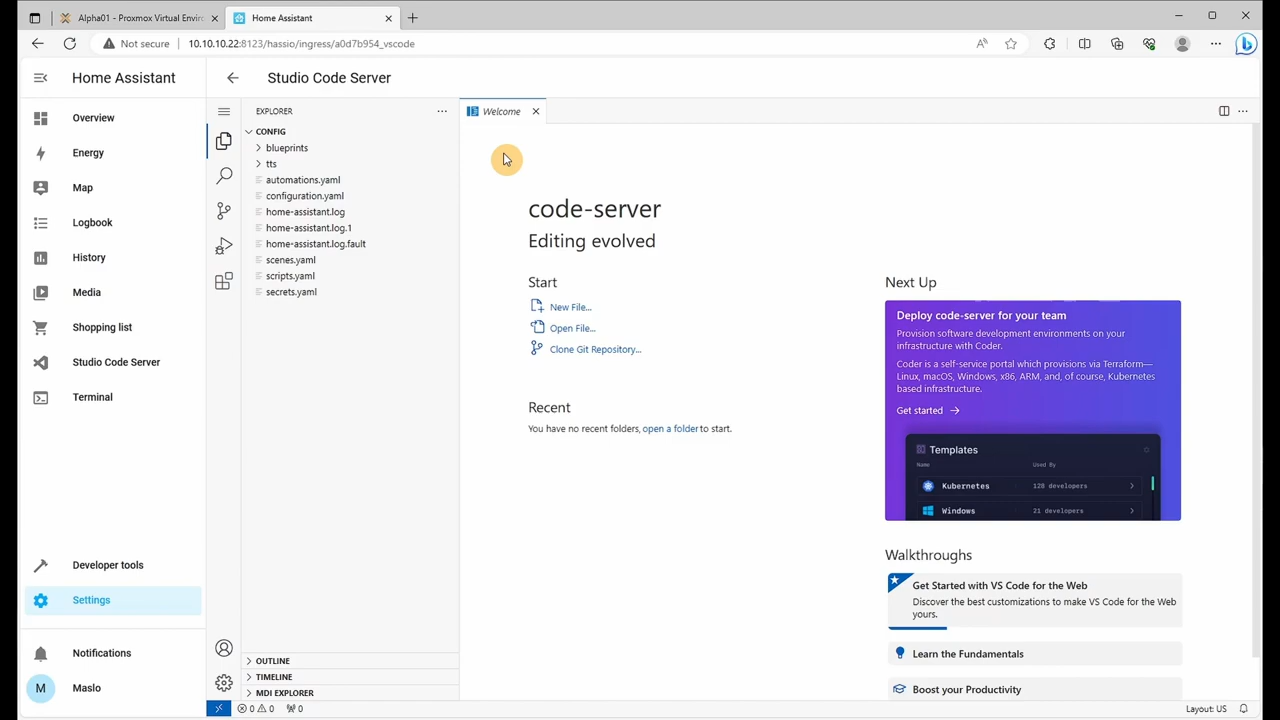 Alpha01 - Proxmox Virtual Enviro
Home Assistant
Not secure
10.10.10.22:8123/hassio/ingress/a0d7b954_vscode
Home Assistant
Overview
Energy
Map
Logbook
History
Media
Shopping list
Studio Code Server
Terminal
Developer tools
Settings
Notifications
M
Maslo
Studio Code Server
EXPLORER
CONFIG
blueprints
tts
automations.yaml
configuration.yaml
home-assistant.log
home-assistant.log.1
home-assistant.log.fault
scenes.yaml
scripts.yaml
secrets.yaml
OUTLINE
TIMELINE
MDI EXPLORER
Welcome
code-server
Editing evolved
Start
New File...
Open File...
Clone Git Repository...
Recent
You have no recent folders, open a folder to start.
Next Up
Deploy code-server for your team
Provision software development environments on your
infrastructure with Coder.
Coder is a self-service portal which provisions via Terraform—
Linux, macOS, Windows, x86, ARM, and, of course, Kubernetes
based infrastructure.
Get started
Templates
Name
Used By
Kubernetes
128 developers
Windows
21 developers
Walkthroughs
Get Started with VS Code for the Web
Discover the best customizations to make VS Code for the Web
yours.
Learn the Fundamentals
Boost your Productivity
0
0
0
Layout: US